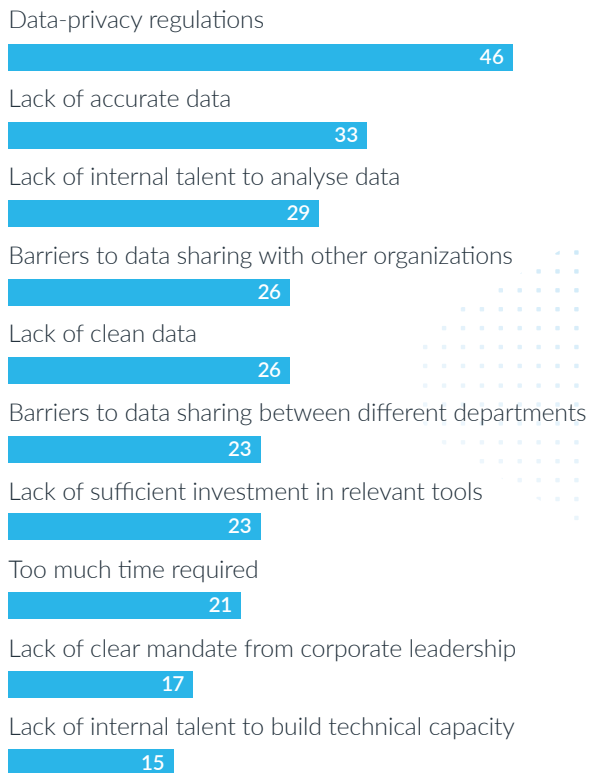 Data-privacy regulations
46
Lack of accurate data
33
Lack of internal talent to analyse data
29
Barriers to data sharing with other organizations
26
Lack of clean data
26
Barriers to data sharing between different departments
23
Lack of sufficient investment in relevant tools
23
Too much time required
21
Lack of clear mandate from corporate leadership
17
Lack of internal talent to build technical capacity
15